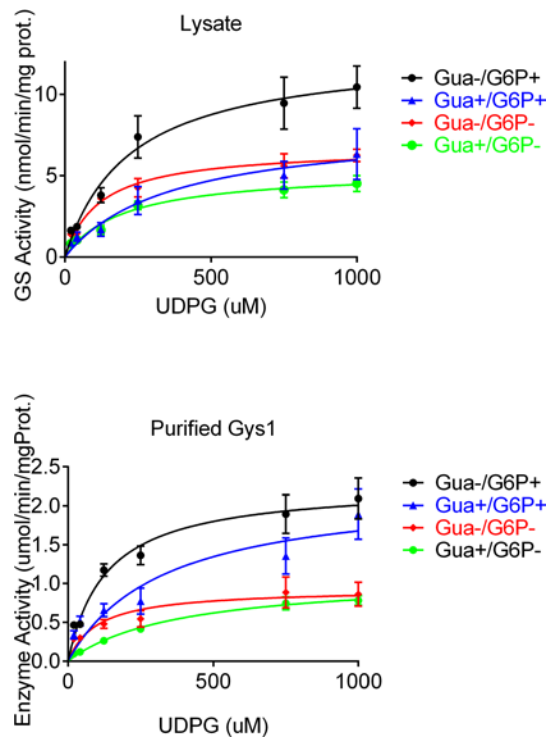 Lysate
GS Activity (nmol/min/mg prot.)
10
5
0
0
500
1000
UDPG (uM)
Gua-/G6P+
Gua+/G6P+
Gua-/G6P-
Gua+/G6P-
Purified Gys1
Enzyme Activity (umol/min/mgProt.)
2.5
2.0
1.5
1.0
0.5
0.0
0
500
1000
UDPG (uM)
Gua-/G6P+
Gua+/G6P+
Gua-/G6P-
Gua+/G6P-